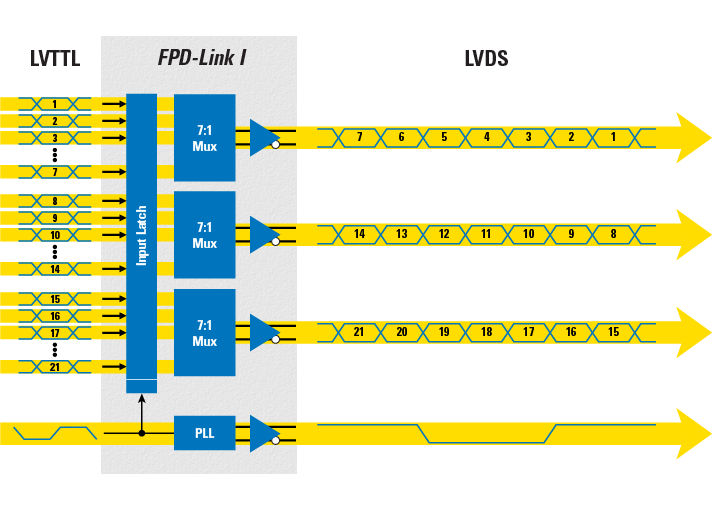 LVTTL FPD-Link I LVDS
1
2
3
7
8
9
10
14
15
16
17
21
Input Latch
7:1
Mux
7:1
Mux
7:1
Mux
PLL
7 6 5 4 3 2 1
14 13 12 11 10 9 8
21 20 19 18 17 16 15